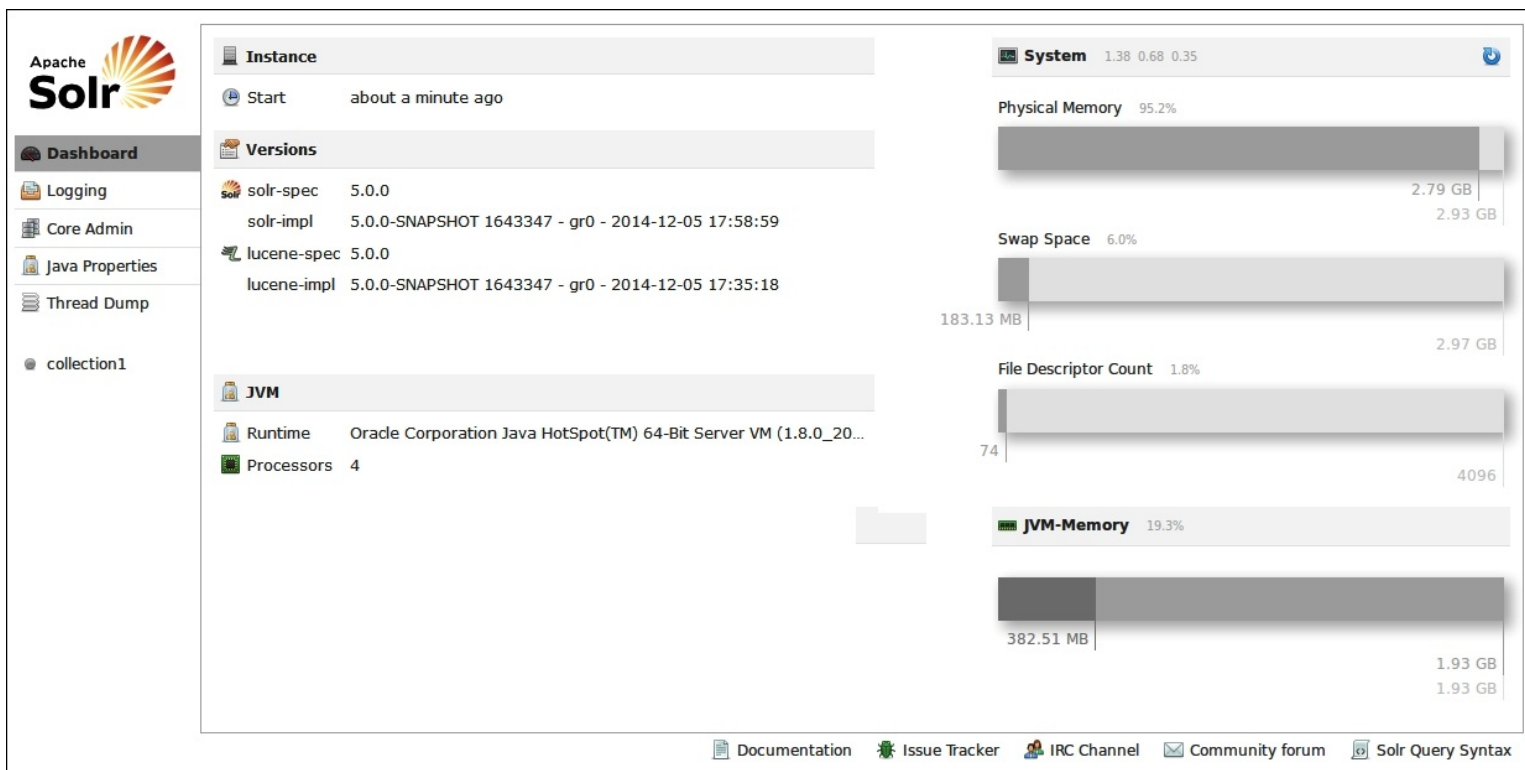 Apache
Solr
Dashboard
Logging
Core Admin
Java Properties
Thread Dump
collection1
Instance
Start about a minute ago
Versions
solr-spec 5.0.0
solr-impl 5.0.0-SNAPSHOT 1643347 - gr0 - 2014-12-05 17:58:59
lucene-spec 5.0.0
lucene-impl 5.0.0-SNAPSHOT 1643347 - gr0 - 2014-12-05 17:35:18
JVM
Runtime Oracle Corporation Java HotSpot(TM) 64-Bit Server VM (1.8.0_20...
Processors 4
System 1.38 0.68 0.35
Physical Memory 95.2%
2.79 GB
2.93 GB
Swap Space 6.0%
183.13 MB
2.97 GB
File Descriptor Count 1.8%
74
4096
JVM-Memory 19.3%
382.51 MB
1.93 GB
1.93 GB
Documentation Issue Tracker IRC Channel Community forum Solr Query Syntax